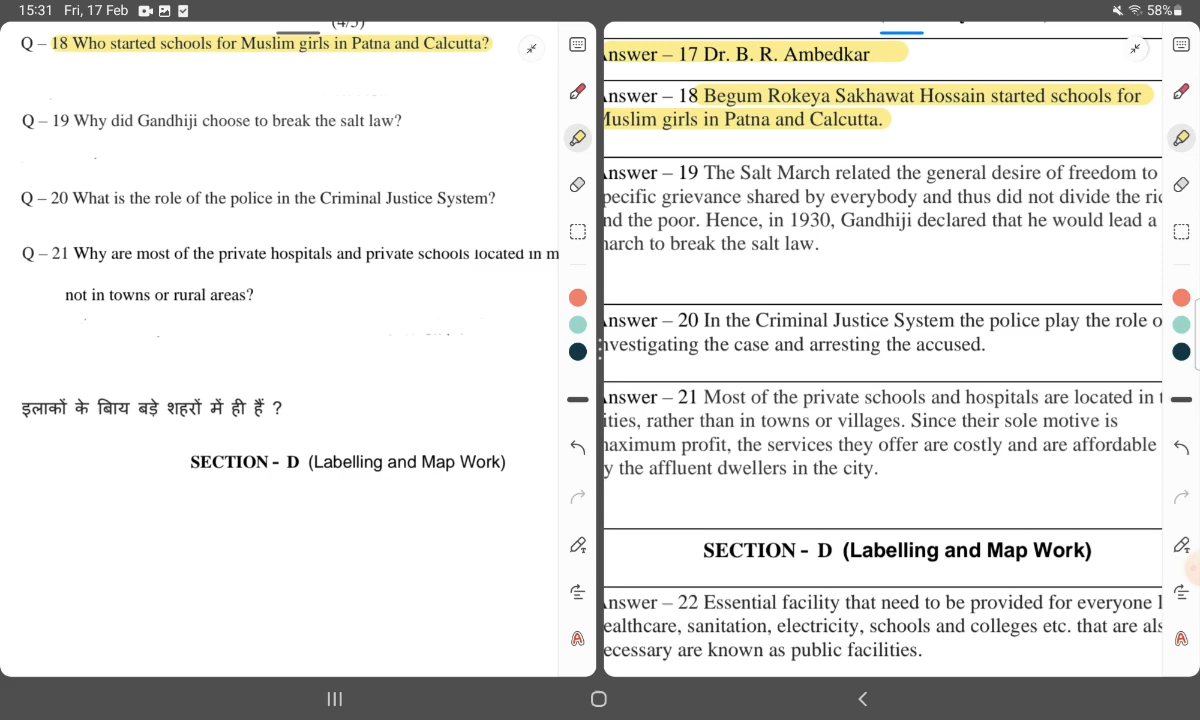 15:31 Fri, 17 Feb
58%
(4/5)
Q – 18 Who started schools for Muslim girls in Patna and Calcutta?
Q – 19 Why did Gandhiji choose to break the salt law?
Q – 20 What is the role of the police in the Criminal Justice System?
Q – 21 Why are most of the private hospitals and private schools located in m
not in towns or rural areas?
इलाकों के बिाय बड़े शहरों में ही हैं ?
SECTION - D (Labelling and Map Work)
nswer – 17 Dr. B. R. Ambedkar
nswer – 18 Begum Rokeya Sakhawat Hossain started schools for
Muslim girls in Patna and Calcutta.
nswer – 19 The Salt March related the general desire of freedom to
pecific grievance shared by everybody and thus did not divide the ric
nd the poor. Hence, in 1930, Gandhiji declared that he would lead a
harch to break the salt law.
nswer – 20 In the Criminal Justice System the police play the role o
nvestigating the case and arresting the accused.
nswer – 21 Most of the private schools and hospitals are located in t
ities, rather than in towns or villages. Since their sole motive is
naximum profit, the services they offer are costly and are affordable
y the affluent dwellers in the city.
SECTION - D (Labelling and Map Work)
nswer – 22 Essential facility that need to be provided for everyone l
ealthcare, sanitation, electricity, schools and colleges etc. that are als
ecessary are known as public facilities.